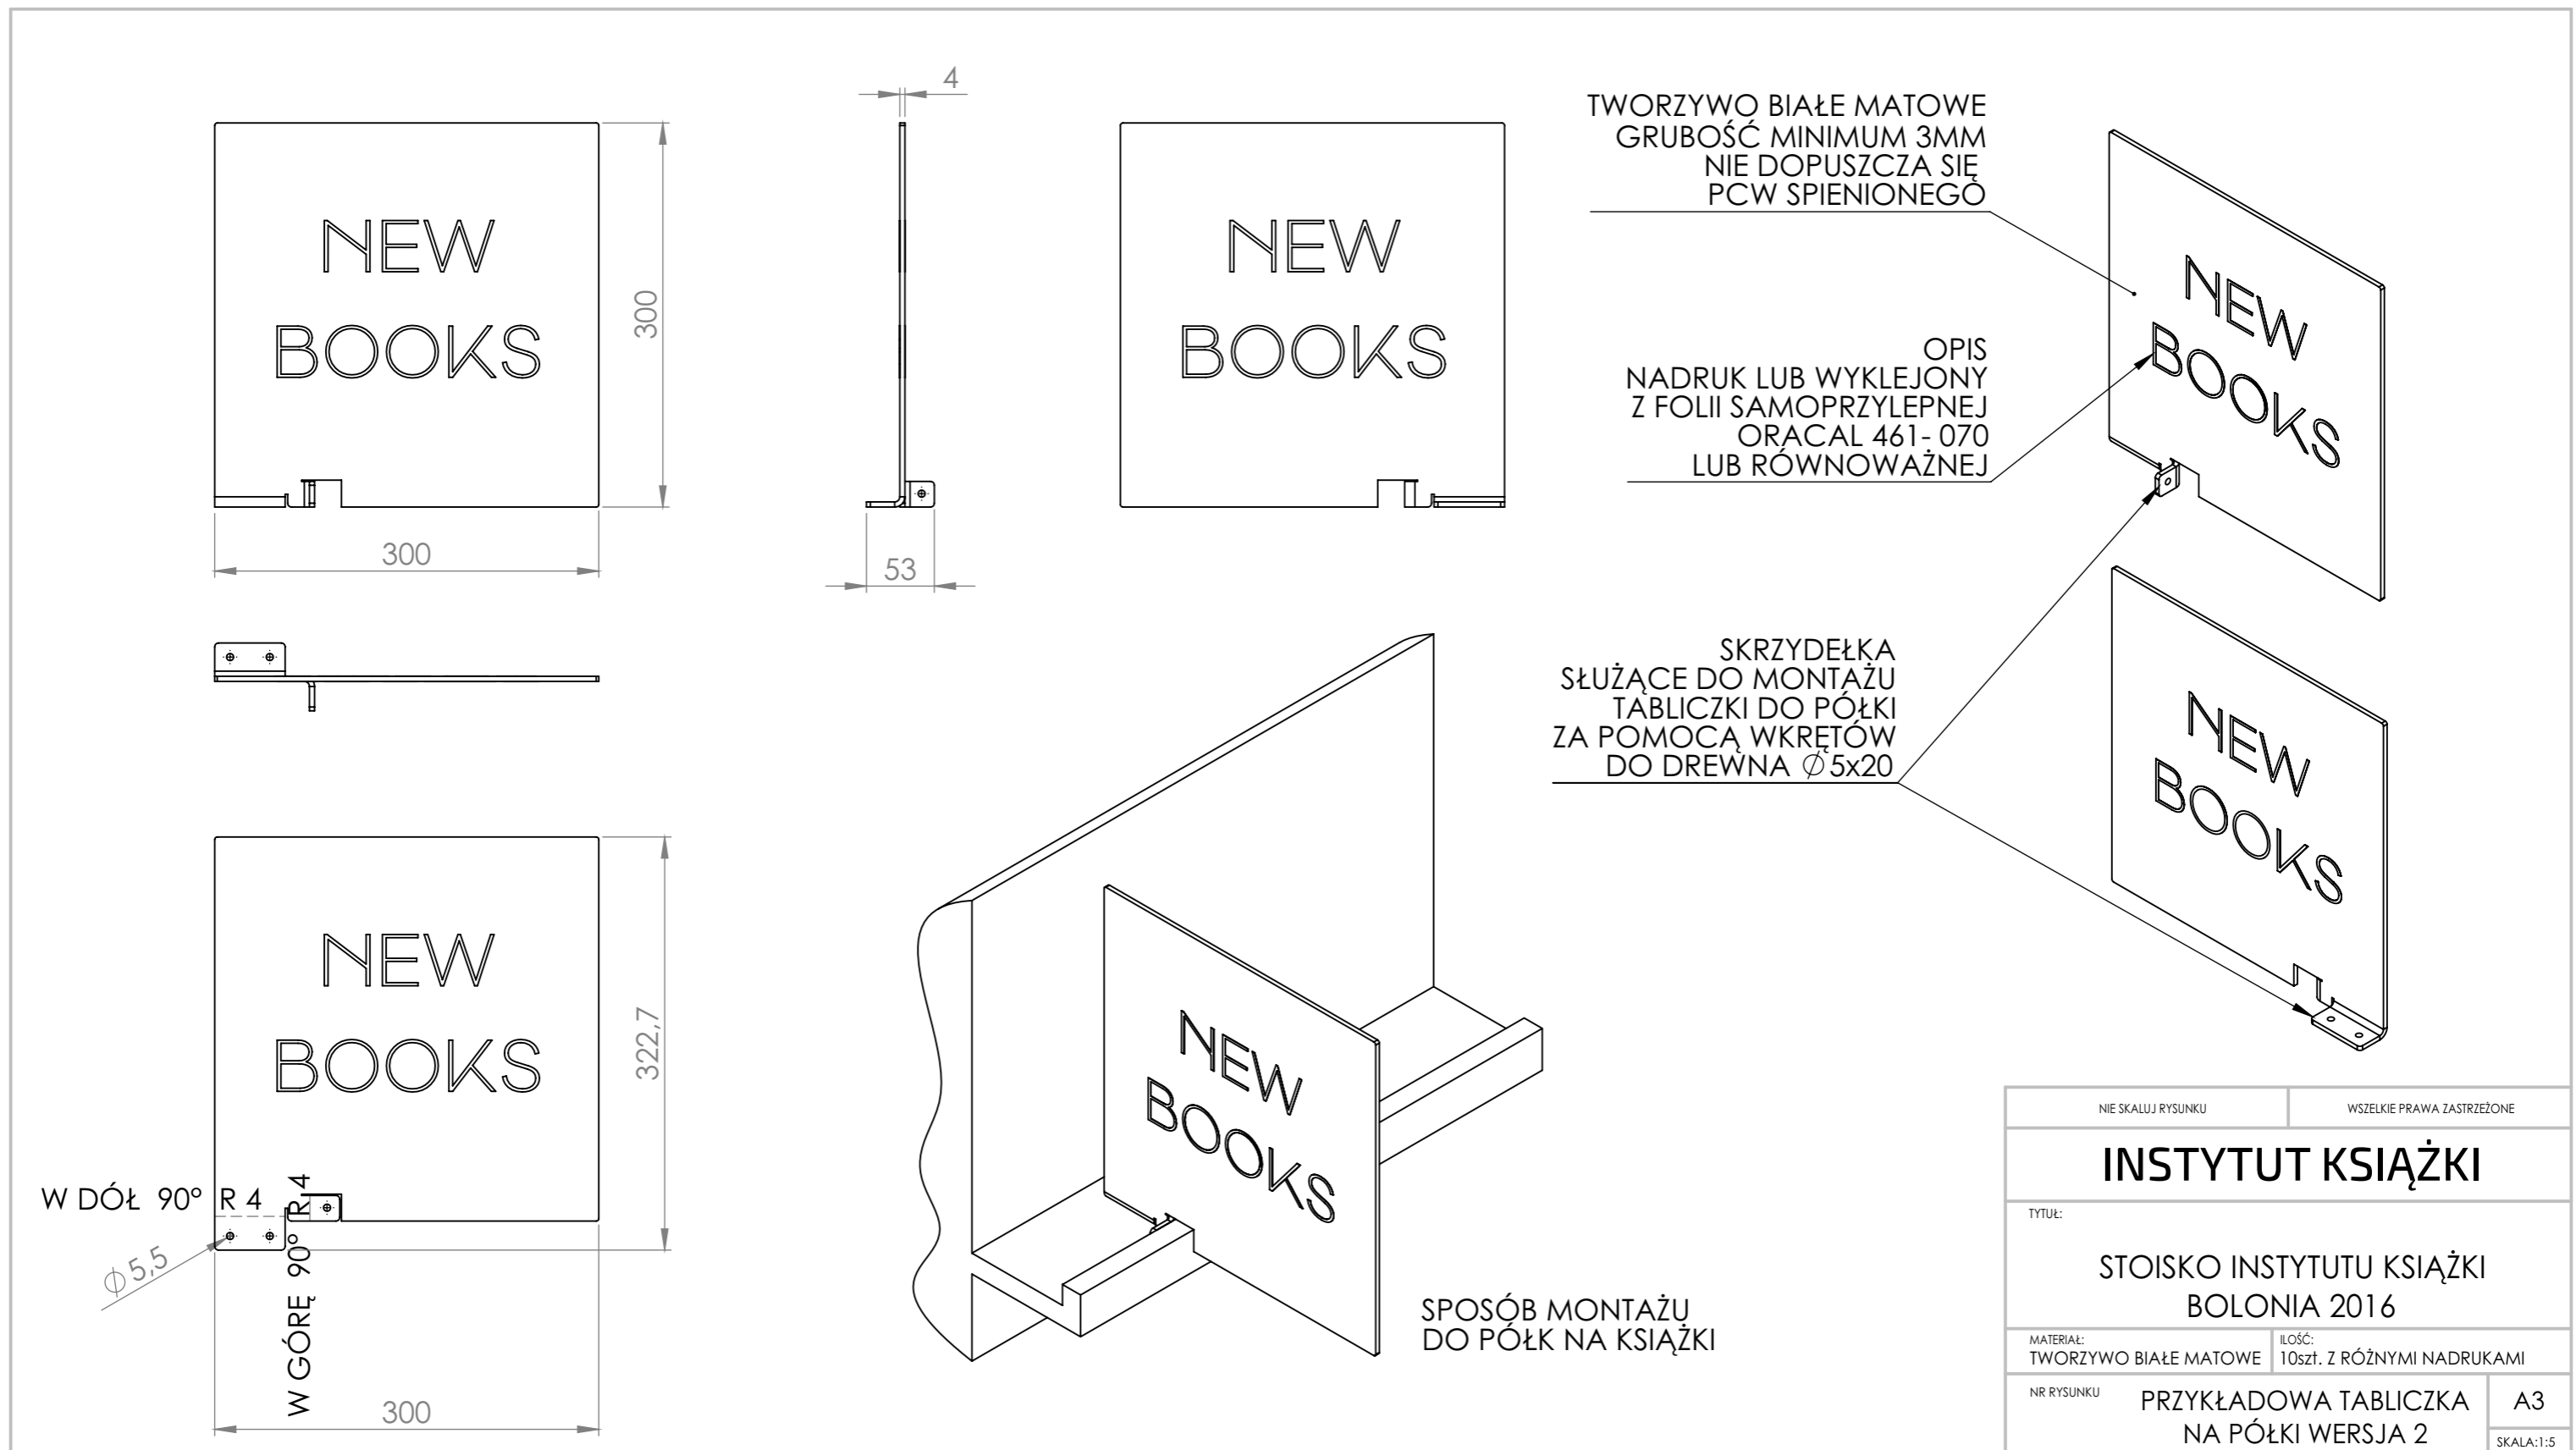 NEW
BOOKS
300
300
4
53
NEW
BOOKS
TWORZYWO BIAŁE MATOWE
GRUBOŚĆ MINIMUM 3MM
NIE DOPUSZCZA SIĘ
PCW SPIENIONEGO
OPIS
NADRUK LUB WYKLEJONY
Z FOLII SAMOPRZYLEPNEJ
ORACAL 461- 070
LUB RÓWNOWAŻNEJ
NEW
BOOKS
SKRZYDEŁKA
SŁUŻĄCE DO MONTAŻU
TABLICZKI DO PÓŁKI
ZA POMOCĄ WKRĘTÓW
DO DREWNA ∅5x20
NEW
BOOKS
NEW
BOOKS
322,7
W DÓŁ 90° R 4
W GÓRĘ 90° R 4
∅5,5
300
NEW
BOOKS
SPOSÓB MONTAŻU
DO PÓŁK NA KSIĄŻKI
NIE SKALUJ RYSUNKU
WSZELKIE PRAWA ZASTRZEŻONE
INSTYTUT KSIĄŻKI
TYTUŁ:
STOISKO INSTYTUTU KSIĄŻKI
BOLONIA 2016
MATERIAŁ:
TWORZYWO BIAŁE MATOWE
ILOŚĆ:
10szt. Z RÓŻNYMI NADRUKAMI
NR RYSUNKU
PRZYKŁADOWA TABLICZKA
NA PÓŁKI WERSJA 2
A3
SKALA:1:5